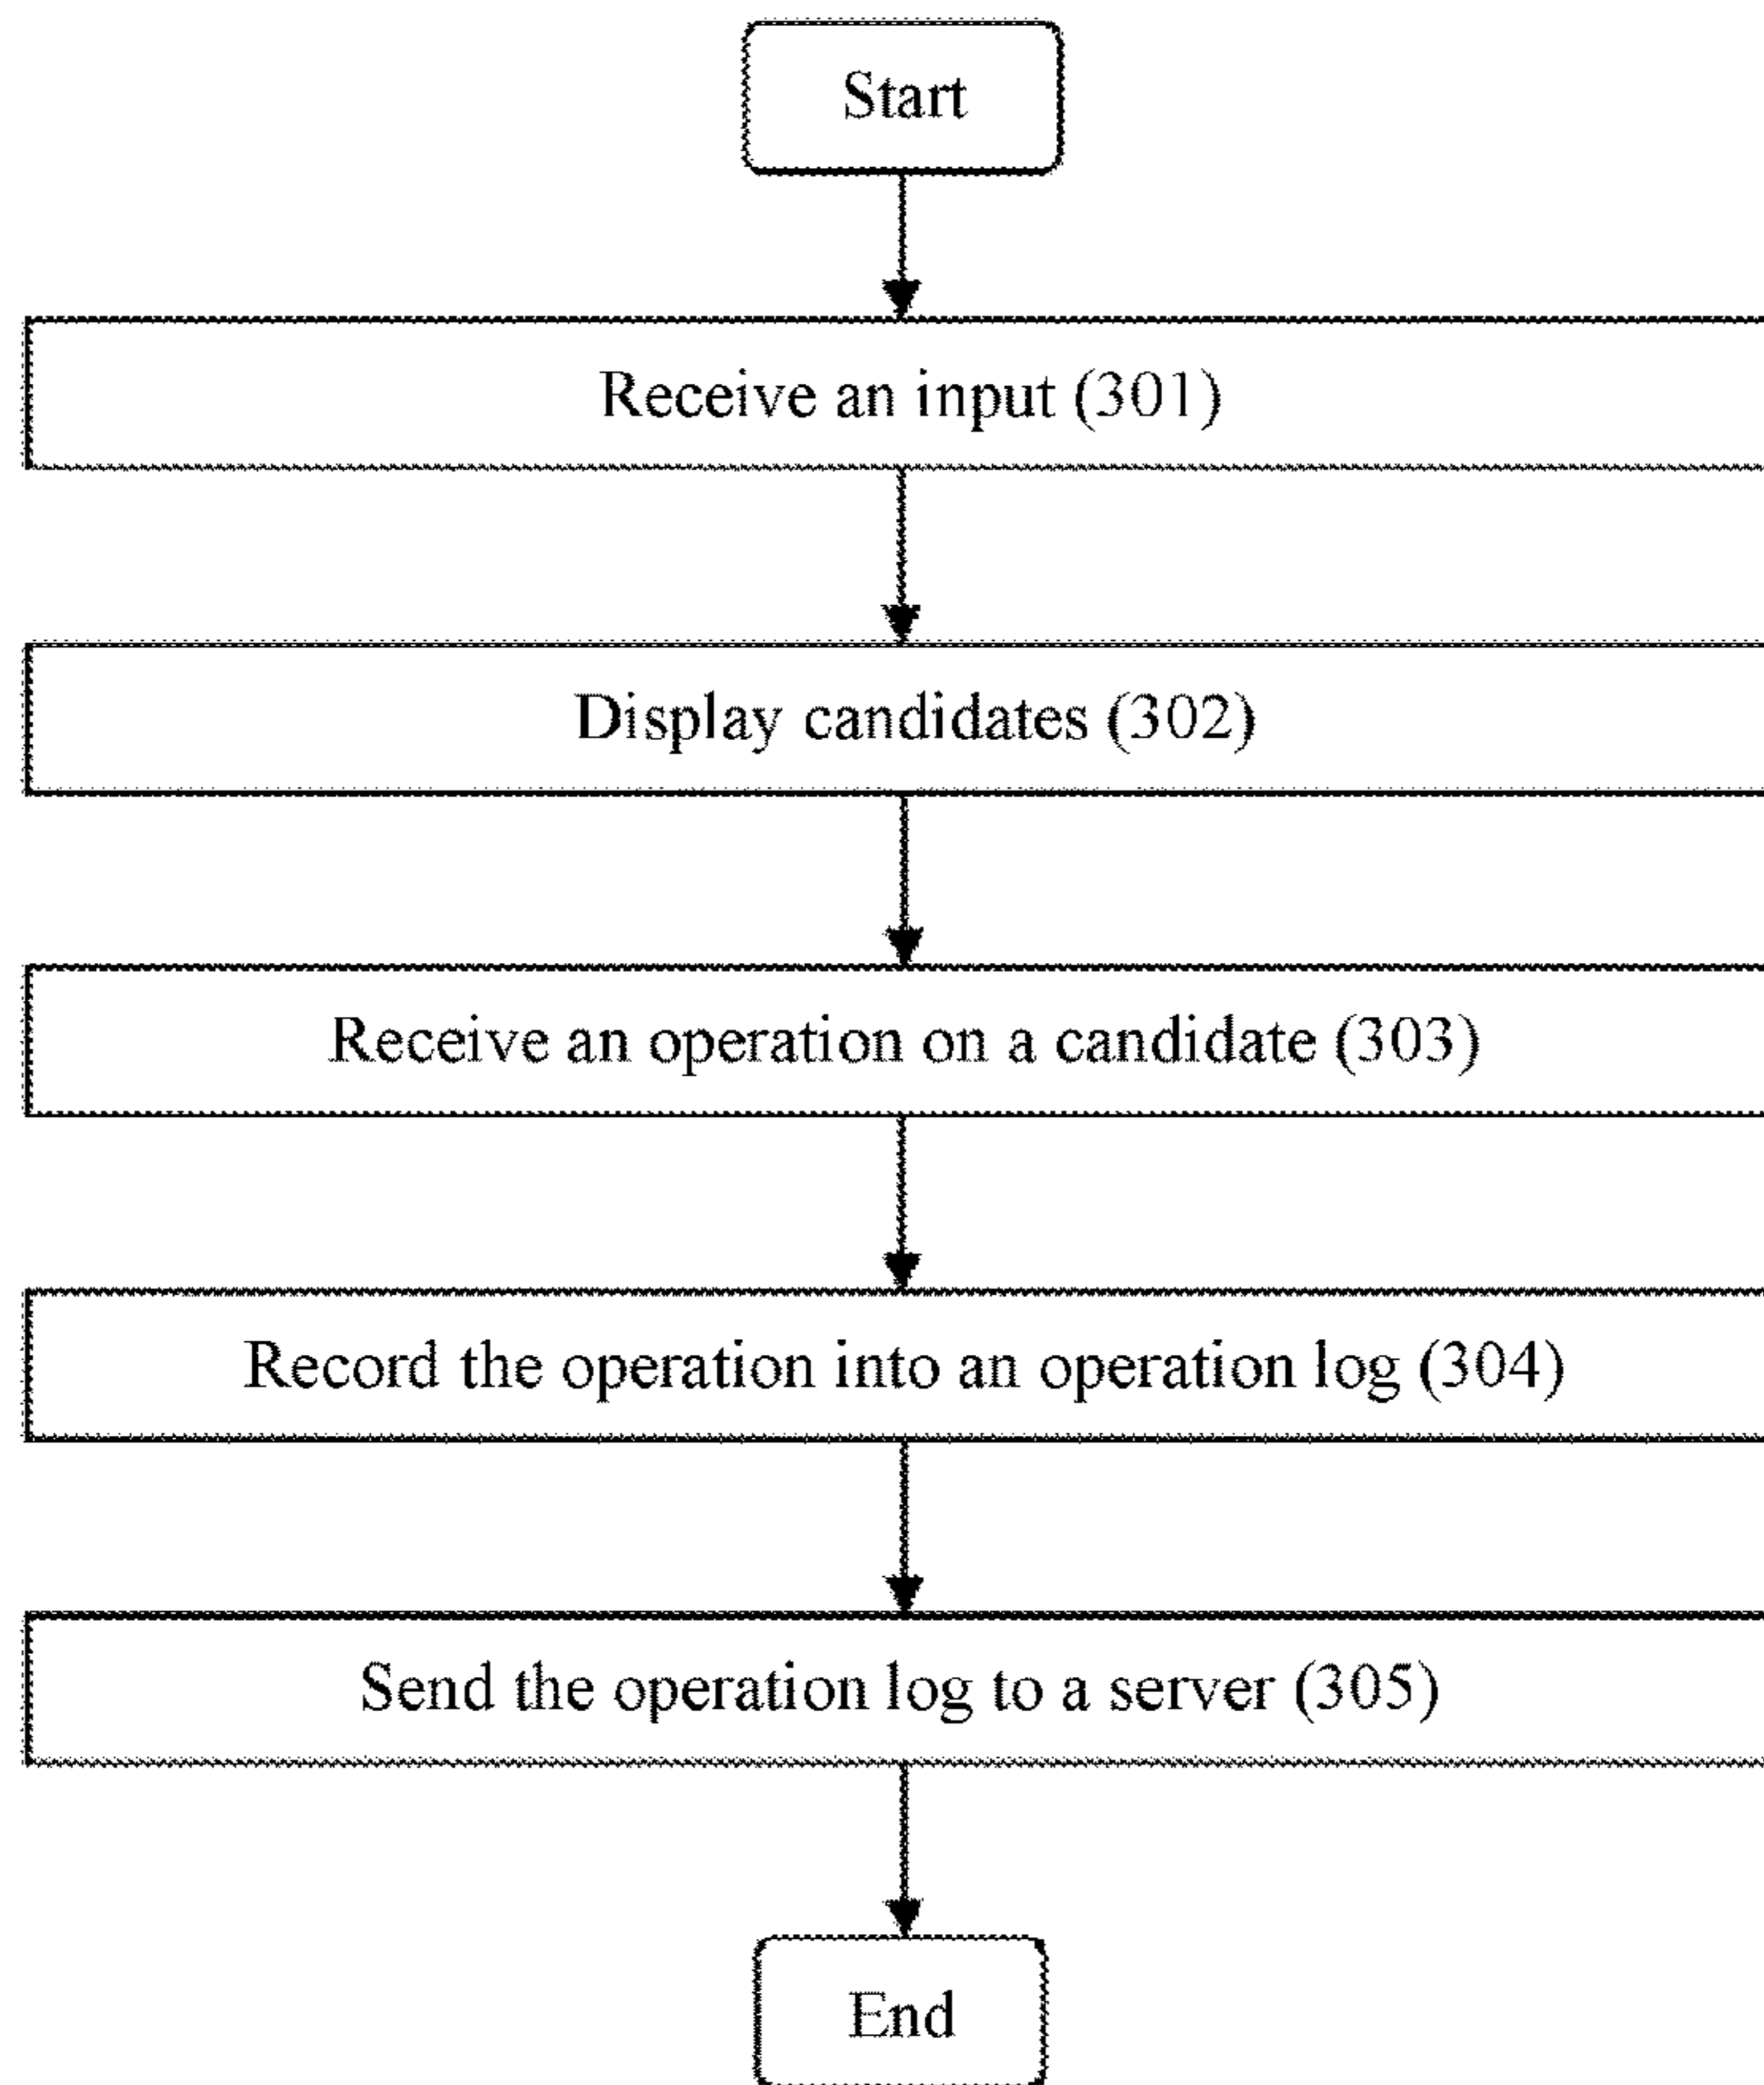 Start
Receive an input (301)
Display candidates (302)
Receive an operation on a candidate (303)
Record the operation into an operation log (304)
Send the operation log to a server (305)
End